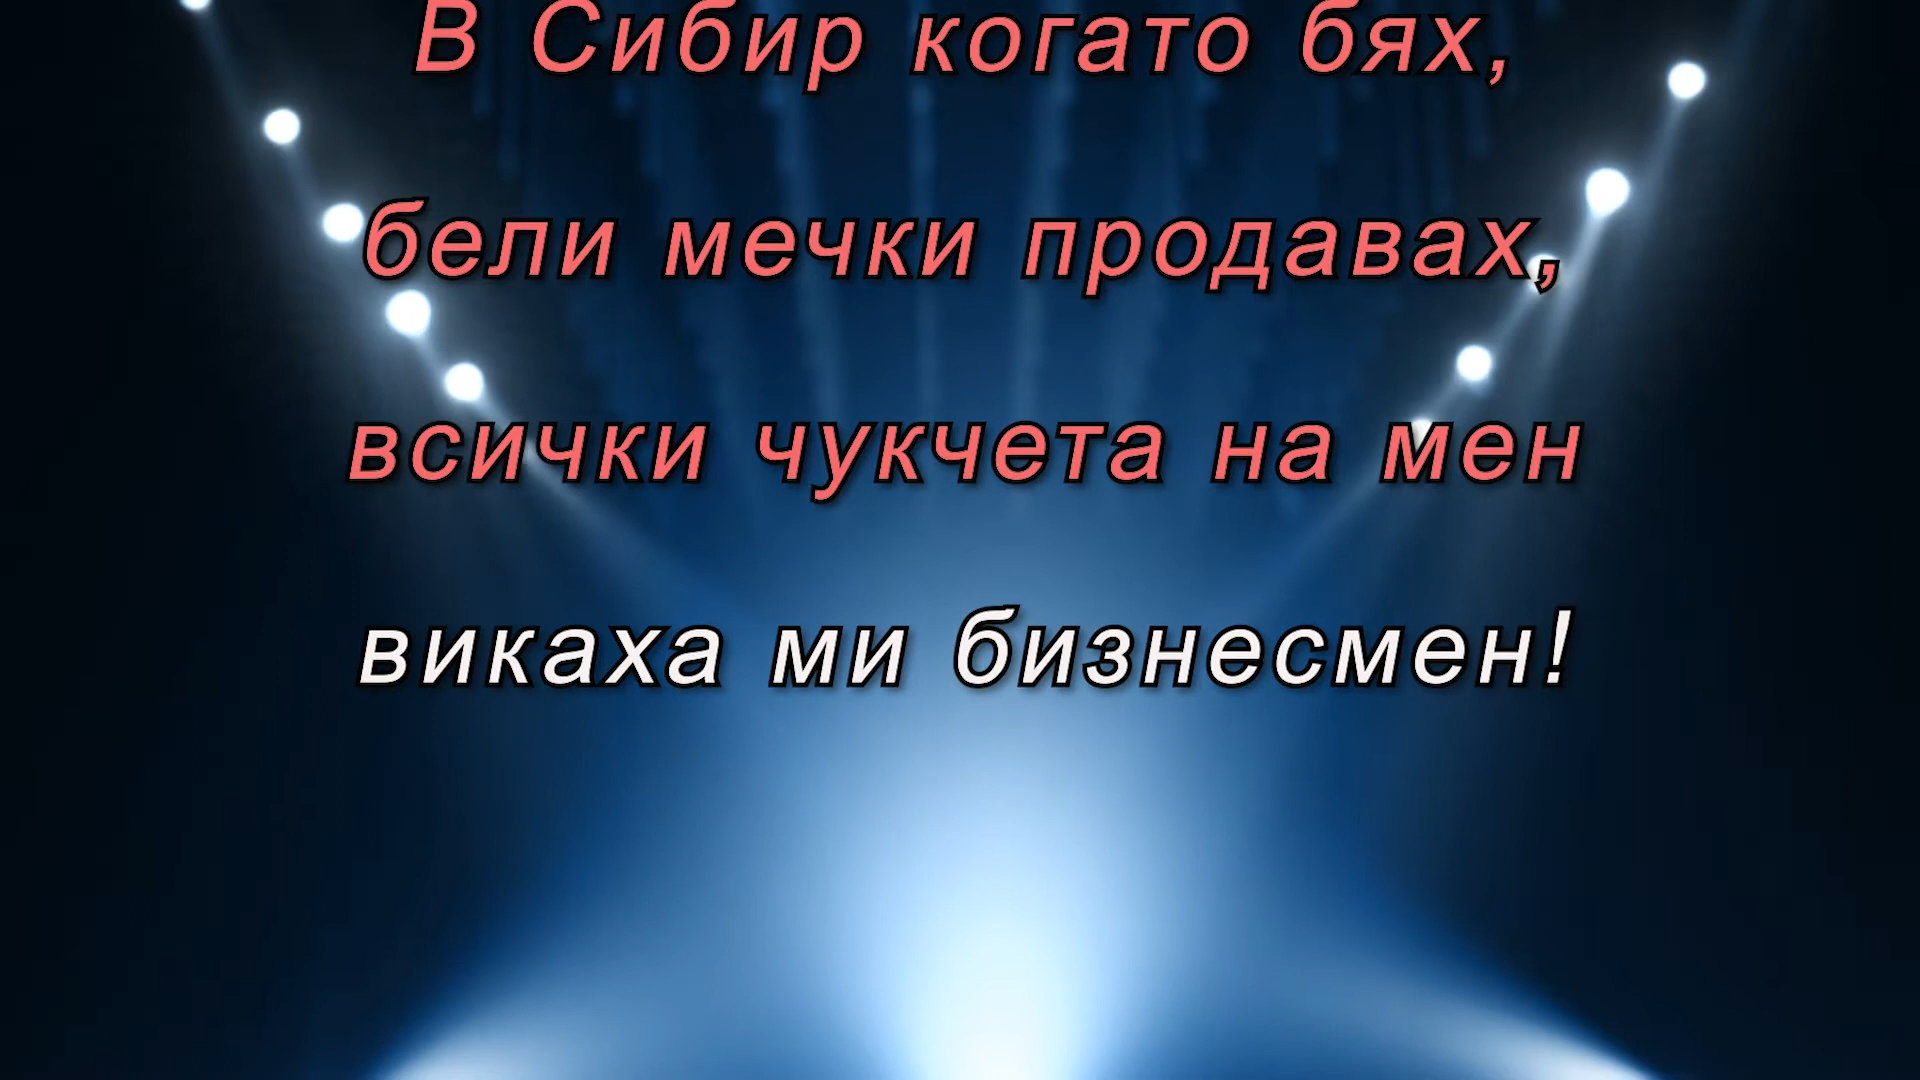 В Сибир когато бях,
бели мечки продавах,
всички чукчета на мен
викаха ми бизнесмен!